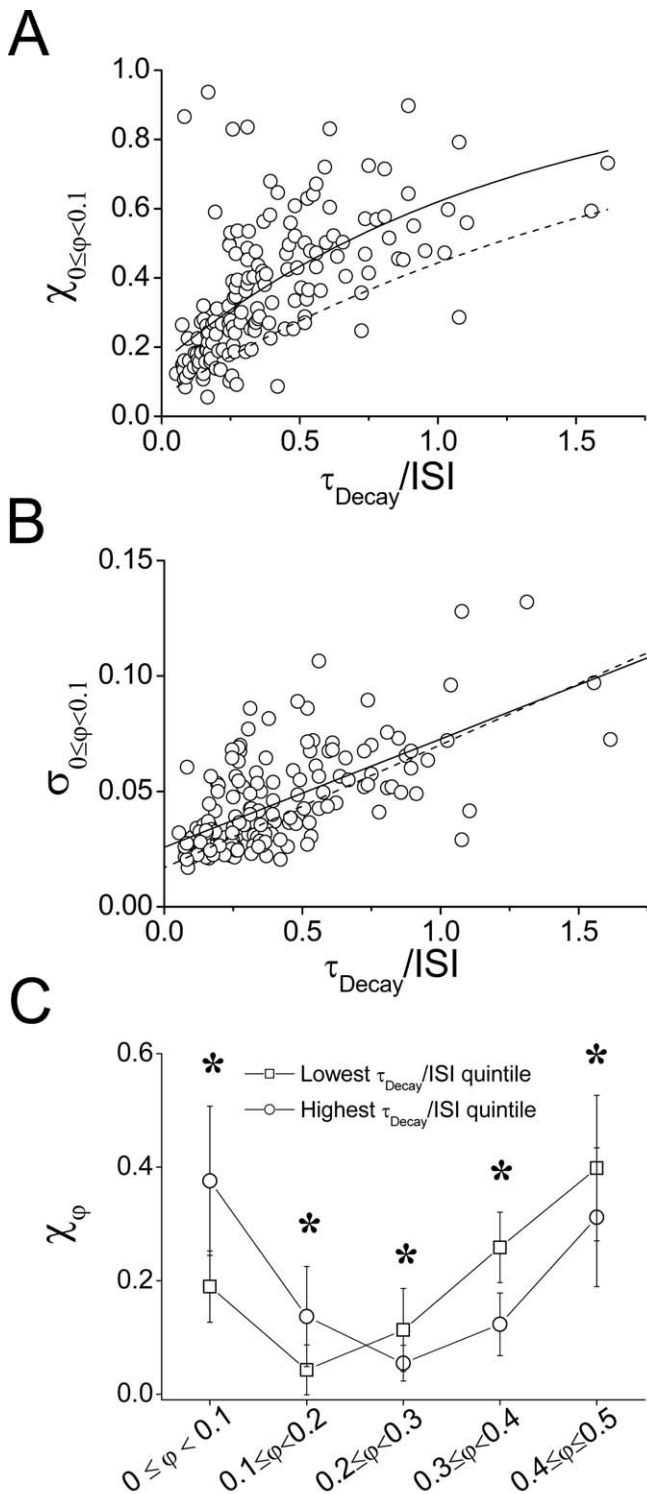 A
1.0
0.8
0.6
0.4
0.2
0.0
χ0≤φ<0.1
0.0 0.5 1.0 1.5
τDecay/ISI
B
0.15
0.10
0.05
0.00
σ0≤φ<0.1
0.0 0.5 1.0 1.5
τDecay/ISI
C
0.6
0.4
0.2
0.0
χφ
* * * * *
Lowest τDecay/ISI quintile
Highest τDecay/ISI quintile
0 ≤ φ < 0.1
0.1≤φ<0.2
0.2≤φ<0.3
0.3≤φ<0.4
0.4≤φ≤0.5